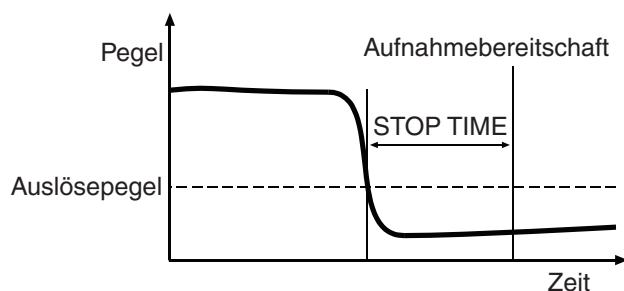 Pegel
Aufnahmebereitschaft
STOP TIME
Auslösepegel
Zeit